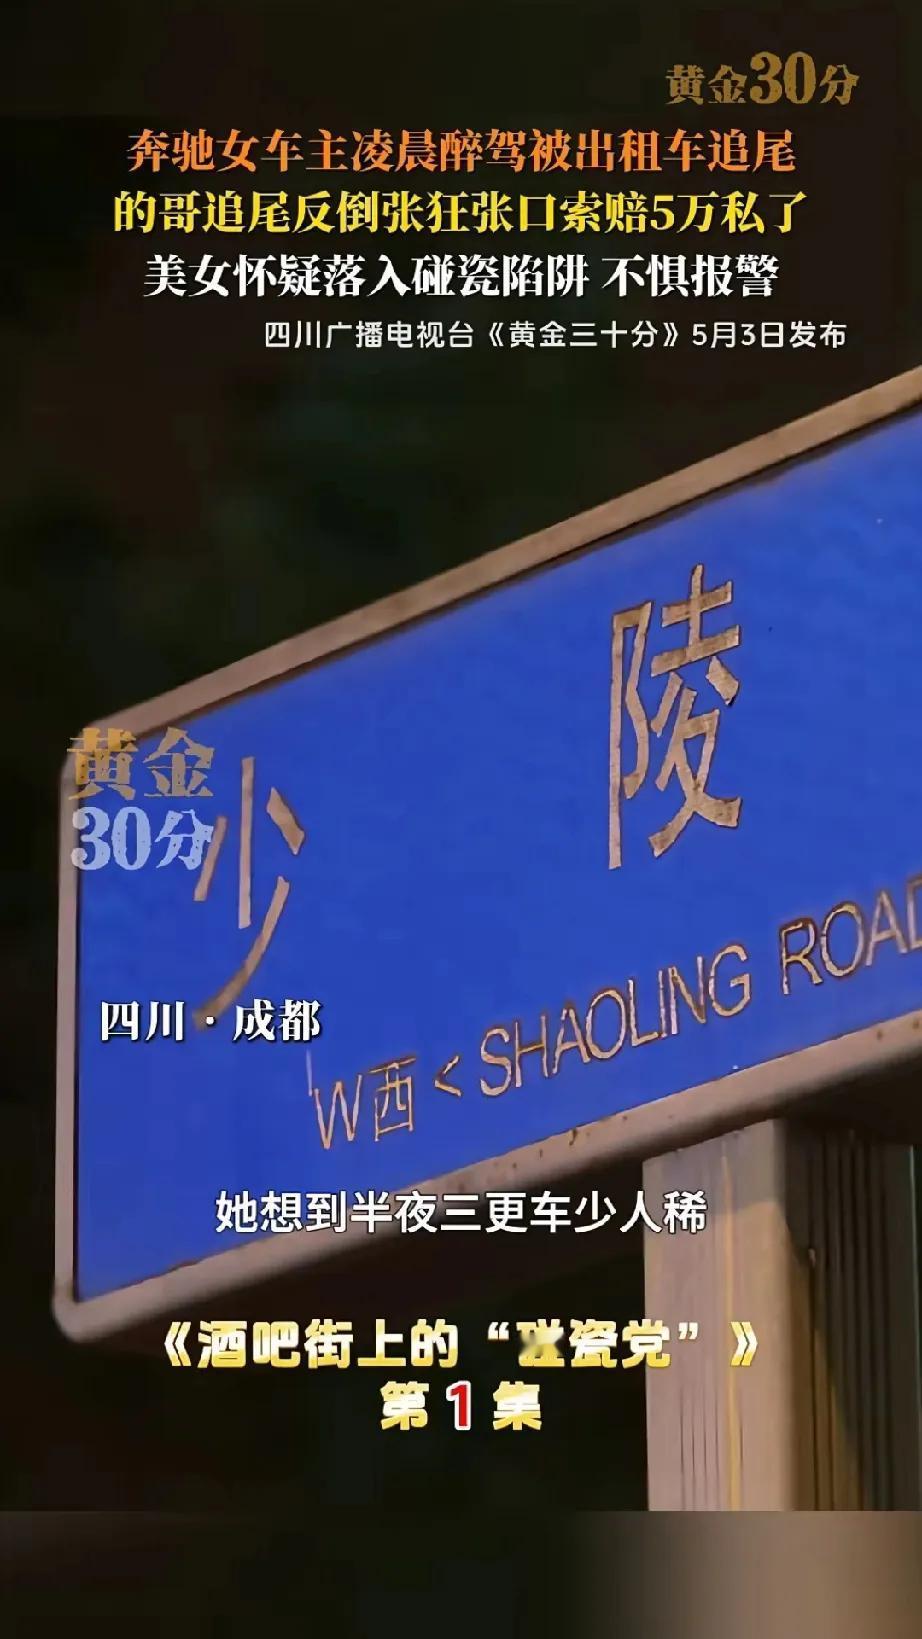 黄金30分
奔驰女车主凌晨醉驾被出租车追尾
的哥追尾反倒张狂张口索赔5万私了
美女怀疑落入碰瓷陷阱 不惧报警
四川广播电视台《黄金三十分》5月3日发布
陵
黄金
30分
少
SHAOLING ROAD
四川·成都
W西<
她想到半夜三更车少人稀
《酒吧街上的“碰瓷党”》
第1集